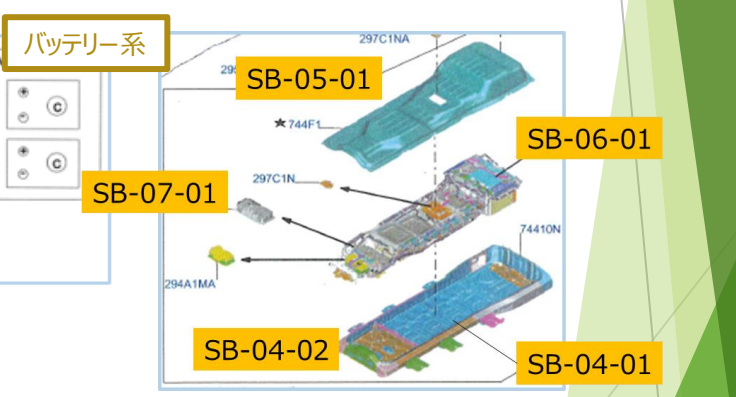 バッテリー系
297C1NA
SB-05-01
★744F1
SB-06-01
297C1N
SB-07-01
74410N
294A1MA
SB-04-02
SB-04-01
+
-
C
+
-
C